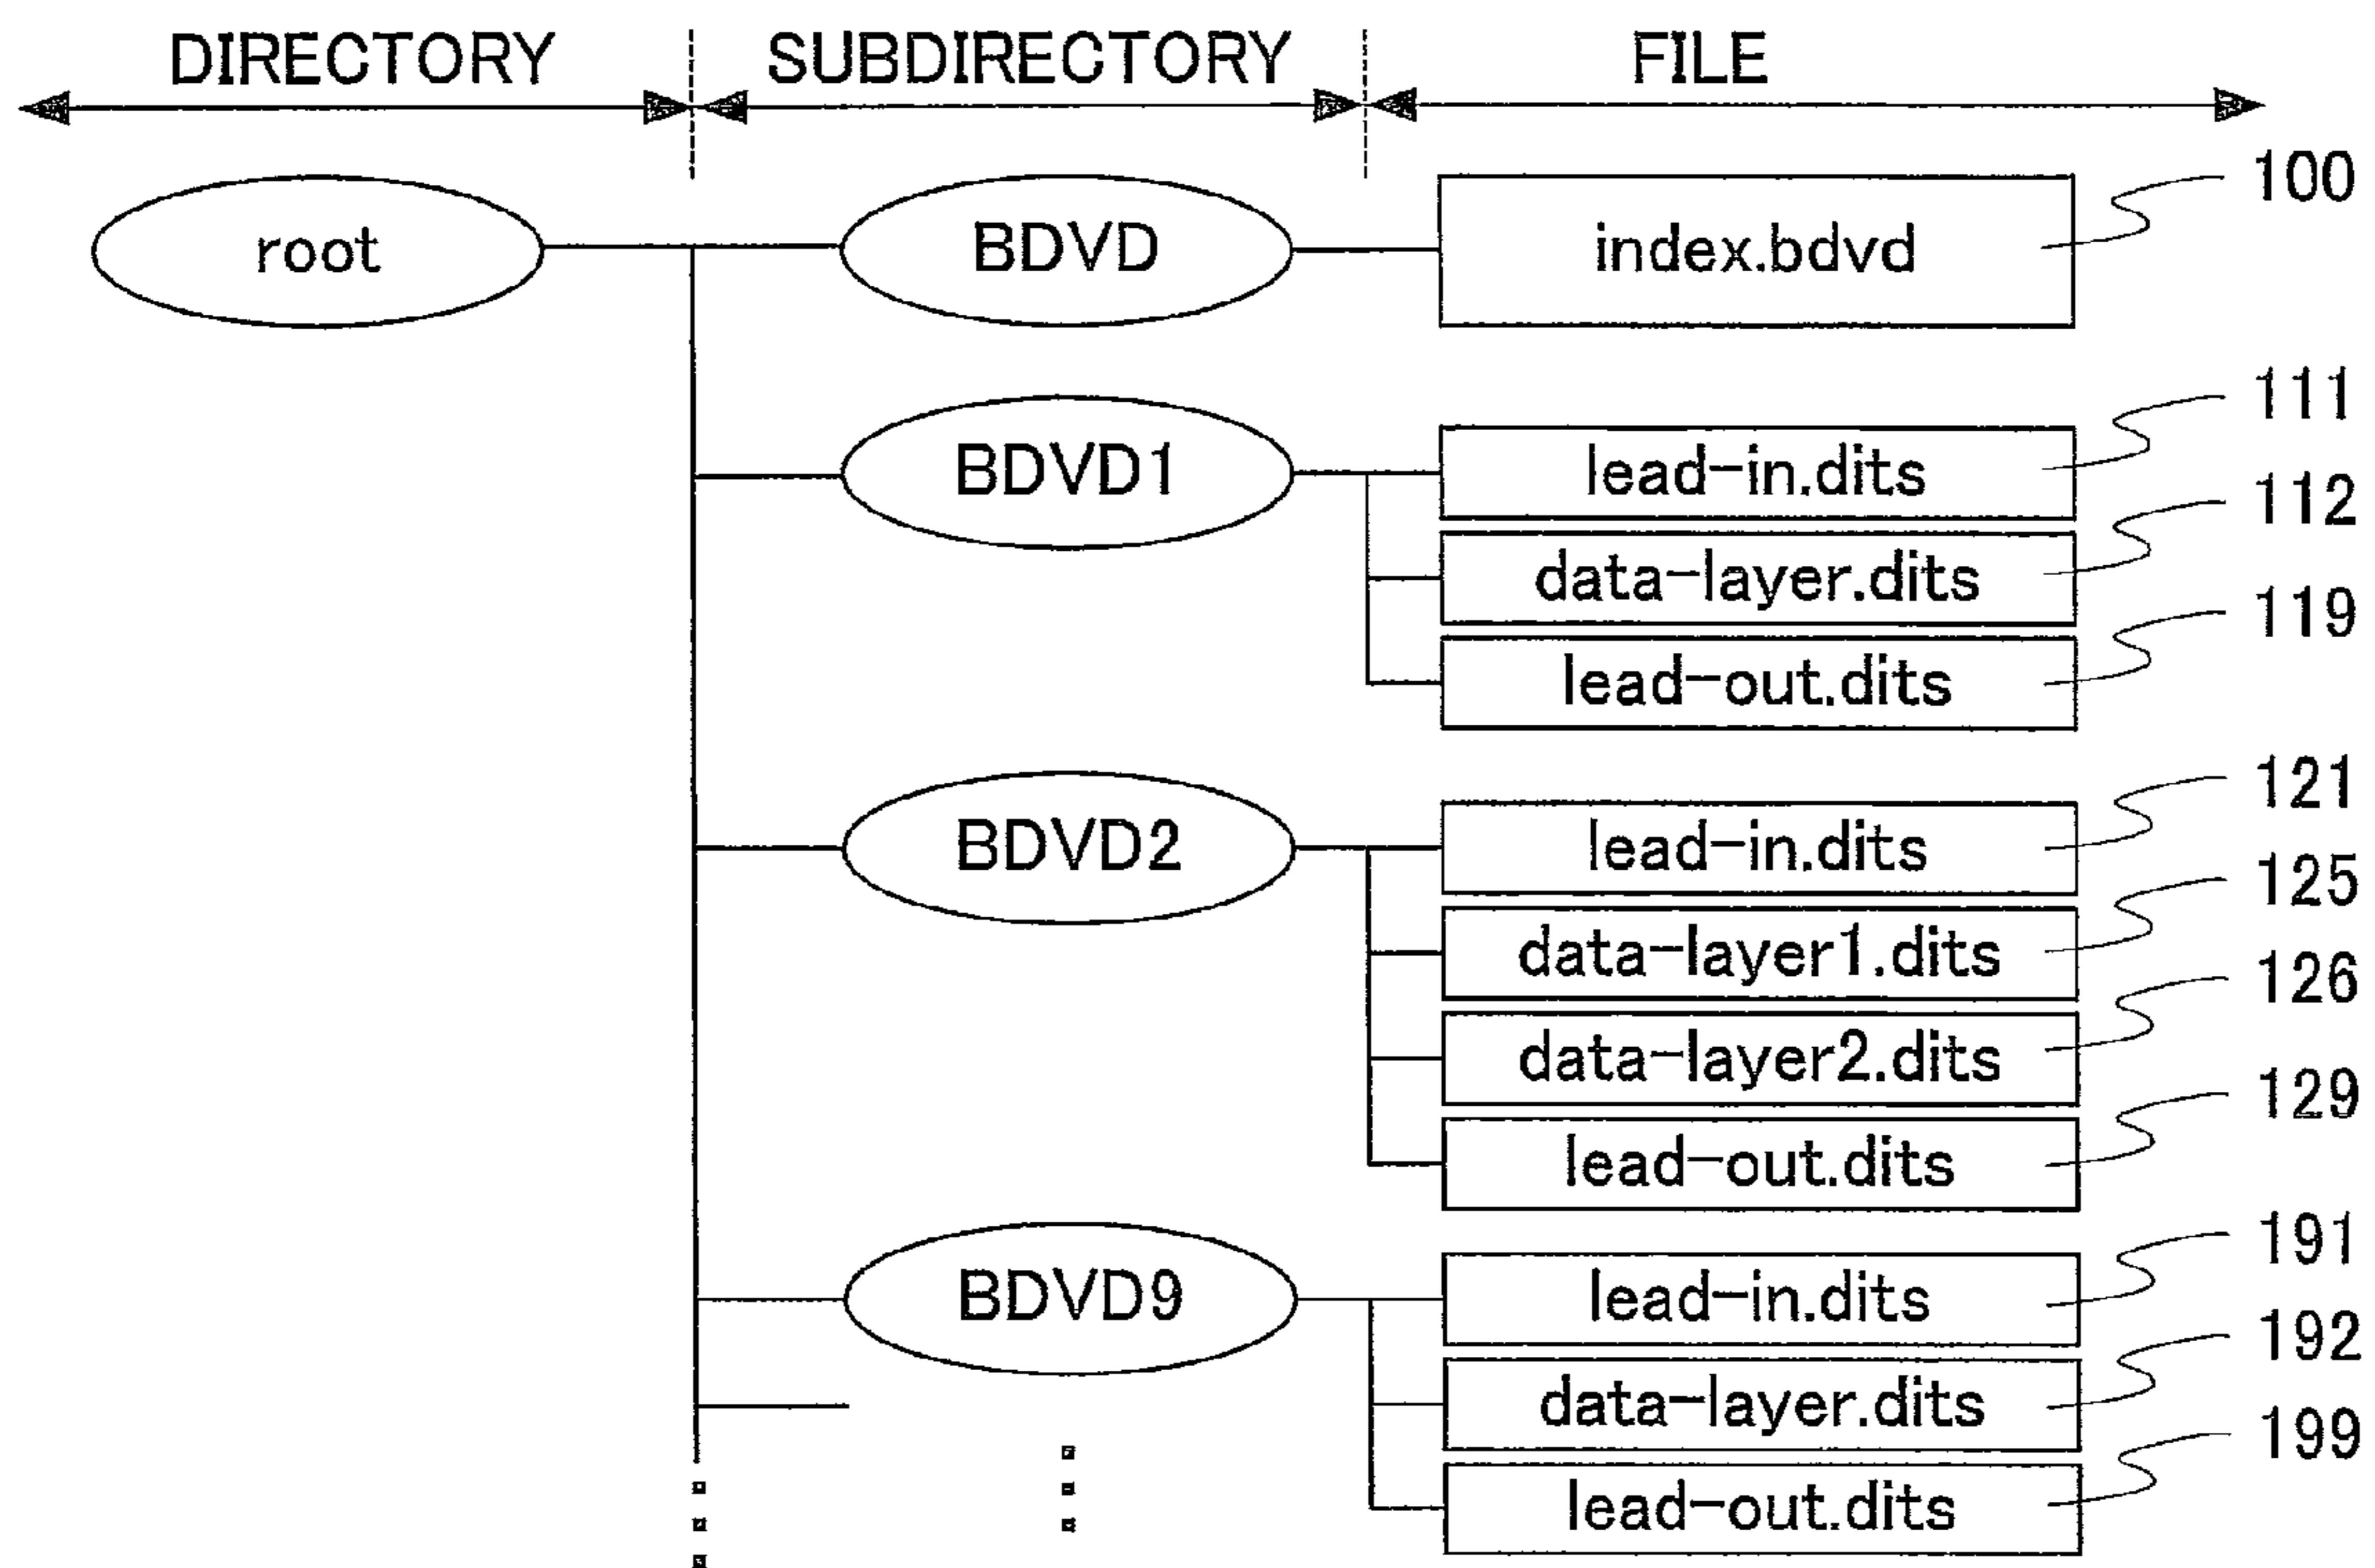 DIRECTORY SUBDIRECTORY FILE
root BDVD index.bdvd 100
BDVD1 lead-in.dits 111
data-layer.dits 112
lead-out.dits 119
BDVD2 lead-in.dits 121
data-layer1.dits 125
data-layer2.dits 126
lead-out.dits 129
BDVD9 lead-in.dits 191
data-layer.dits 192
lead-out.dits 199